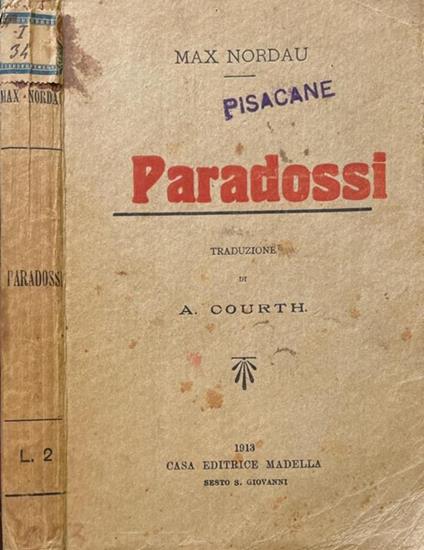 I
34
MAX NORDAU
PARADOSSI
L. 2
MAX NORDAU
PISACANE
Paradossi
TRADUZIONE
DI
A. COURTH.
1913
CASA EDITRICE MADELLA
SESTO S. GIOVANNI